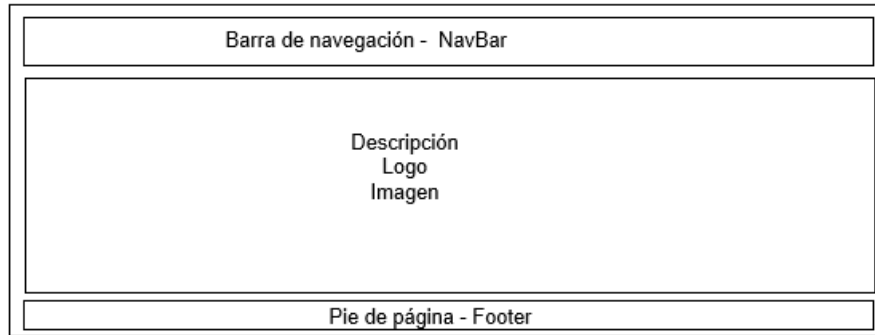 Barra de navegación -  NavBar
Descripción
Logo
Imagen
Pie de página - Footer